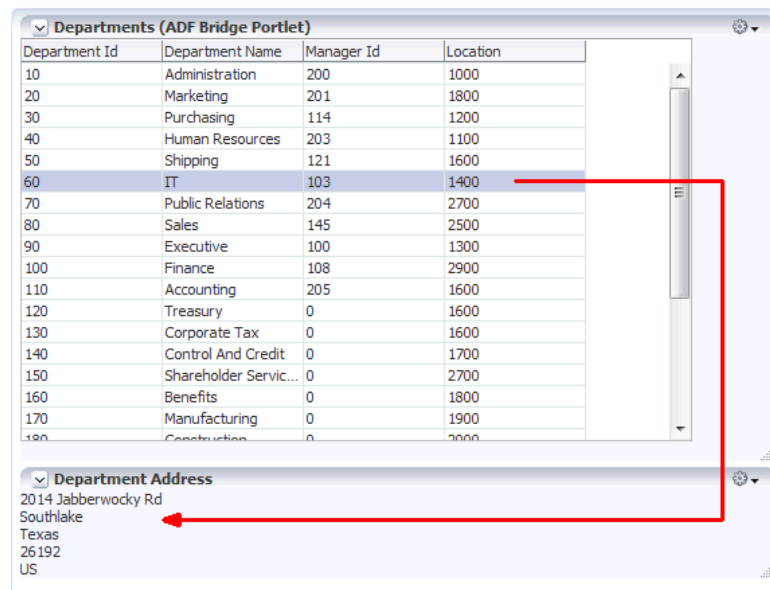 Departments (ADF Bridge Portlet)
Department Id Department Name Manager Id Location
10 Administration 200 1000
20 Marketing 201 1800
30 Purchasing 114 1200
40 Human Resources 203 1100
50 Shipping 121 1600
60 IT 103 1400
70 Public Relations 204 2700
80 Sales 145 2500
90 Executive 100 1300
100 Finance 108 2900
110 Accounting 205 1600
120 Treasury 0 1600
130 Corporate Tax 0 1600
140 Control And Credit 0 1700
150 Shareholder Servic... 0 2700
160 Benefits 0 1800
170 Manufacturing 0 1900
180 Construction 0 2000
Department Address
2014 Jabberwocky Rd
Southlake
Texas
26192
US